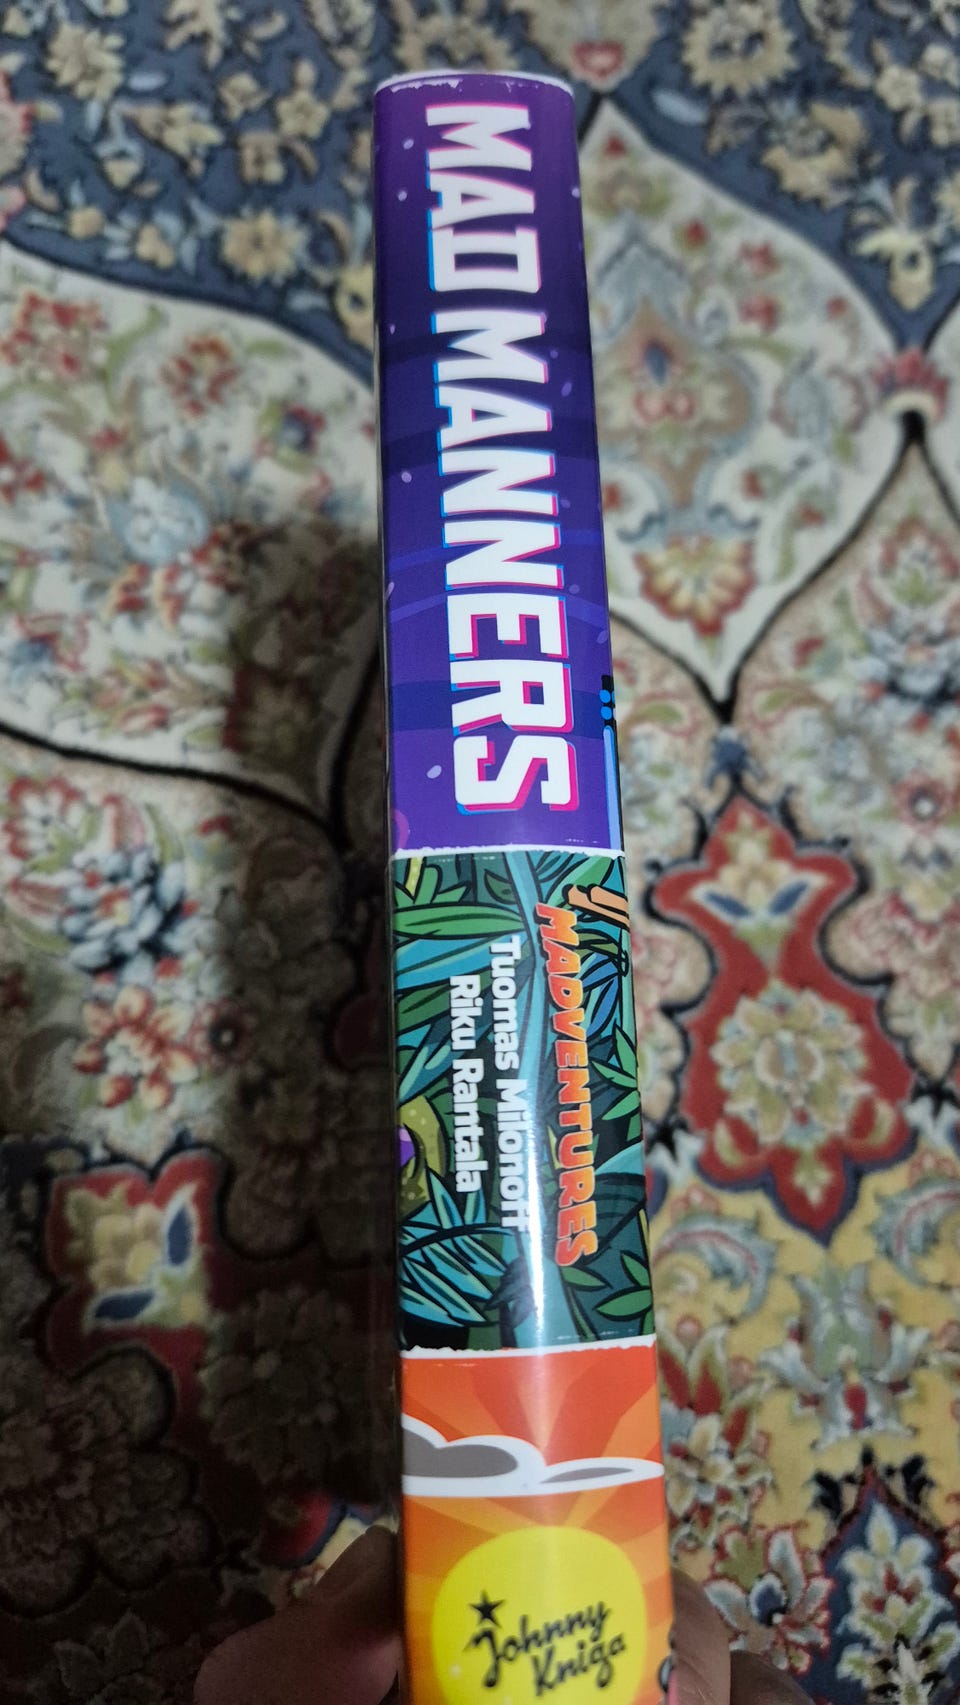 MAD MANNERS
MADVENTURES
Tuomas Milonoff
Riku Rantala
Johnny
Kniga